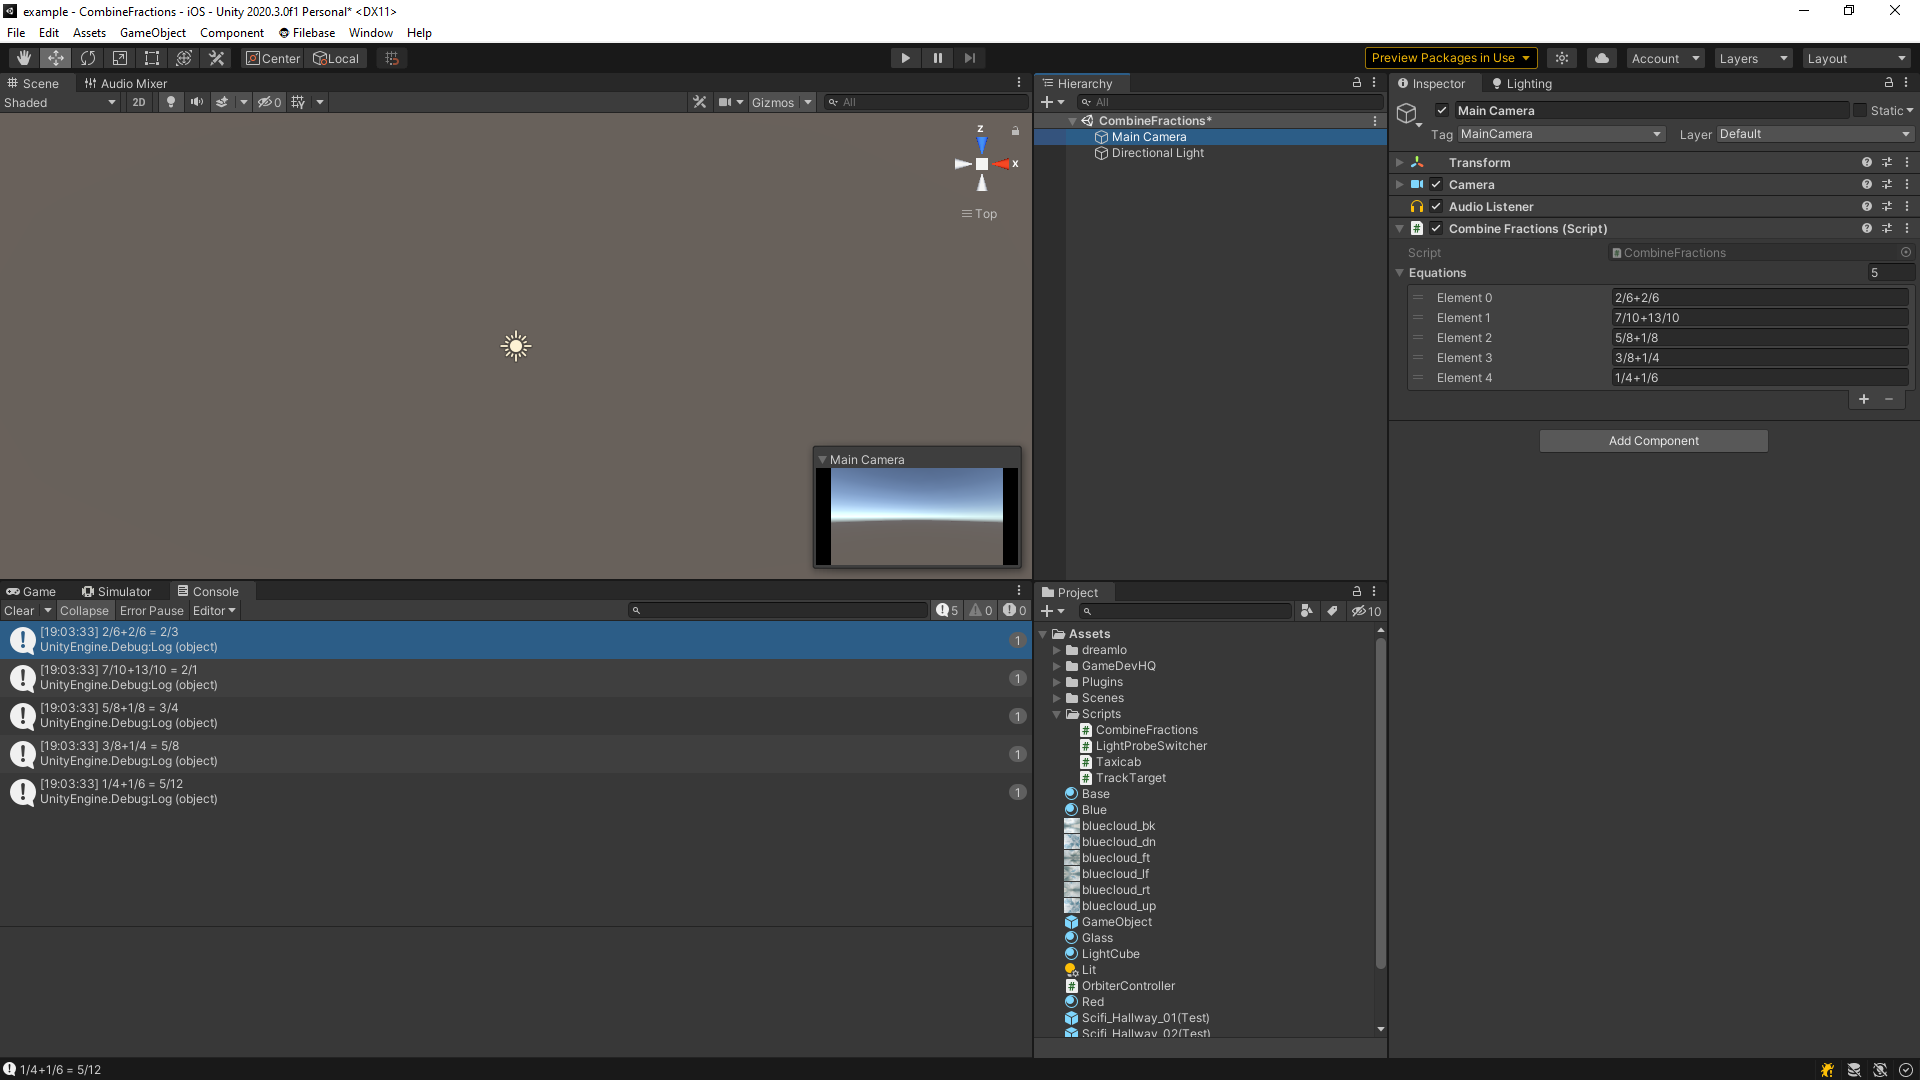 example - CombineFractions - iOS - Unity 2020.3.0f1 Personal* <DX11>
File Edit Assets GameObject Component Filebase Window Help
Center Local Preview Packages in Use Account Layers Layout
Scene Audio Mixer
Shaded 2D 0 Gizmos All
z
x
Top
Main Camera
Hierarchy
All
CombineFractions*
Main Camera
Directional Light
Inspector Lighting
Main Camera Static
Tag MainCamera Layer Default
Transform
Camera
Audio Listener
# Combine Fractions (Script)
Script CombineFractions
Equations 5
Element 0 2/6+2/6
Element 1 7/10+13/10
Element 2 5/8+1/8
Element 3 3/8+1/4
Element 4 1/4+1/6
+ −
Add Component
Game Simulator Console
Clear Collapse Error Pause Editor 5 0 0
[19:03:33] 2/6+2/6 = 2/3
UnityEngine.Debug:Log (object)
1
[19:03:33] 7/10+13/10 = 2/1
UnityEngine.Debug:Log (object)
1
[19:03:33] 5/8+1/8 = 3/4
UnityEngine.Debug:Log (object)
1
[19:03:33] 3/8+1/4 = 5/8
UnityEngine.Debug:Log (object)
1
[19:03:33] 1/4+1/6 = 5/12
UnityEngine.Debug:Log (object)
1
Project
10
Assets
dreamlo
GameDevHQ
Plugins
Scenes
Scripts
# CombineFractions
# LightProbeSwitcher
# Taxicab
# TrackTarget
Base
Blue
bluecloud_bk
bluecloud_dn
bluecloud_ft
bluecloud_lf
bluecloud_rt
bluecloud_up
GameObject
Glass
LightCube
Lit
# OrbiterController
Red
Scifi_Hallway_01(Test)
Scifi_Hallway_02(Test)
1/4+1/6 = 5/12